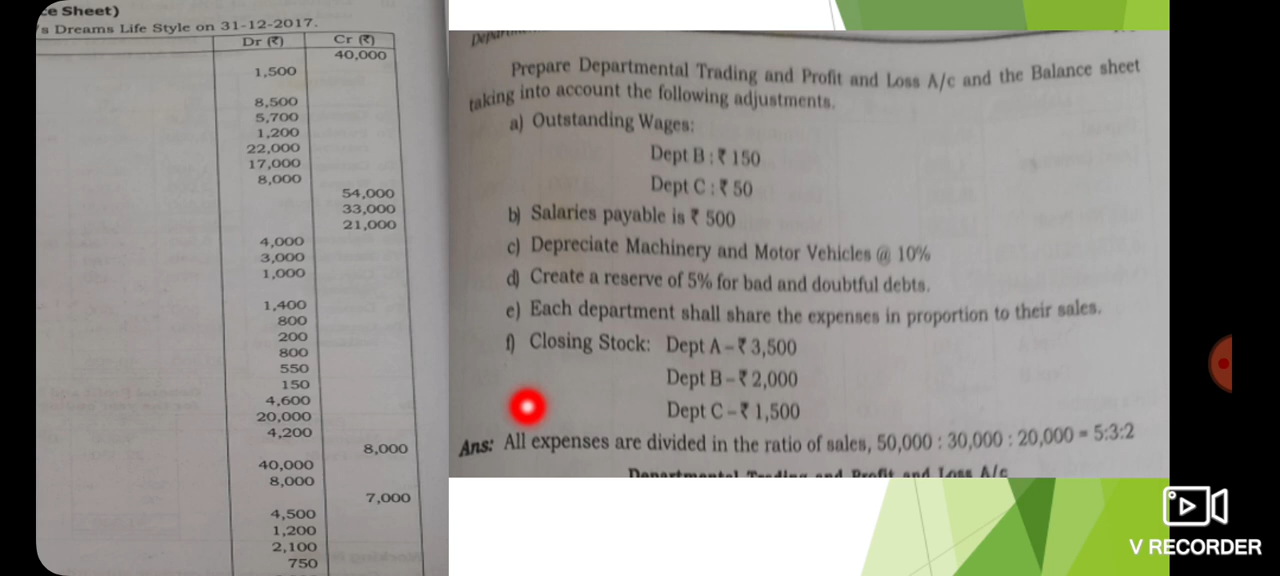 ce Sheet)
's Dreams Life Style on 31-12-2017.
Dr (₹) Cr (₹)
40,000
1,500
8,500
5,700
1,200
22,000
17,000
8,000
54,000
33,000
21,000
4,000
3,000
1,000
1,400
800
200
800
550
150
4,600
20,000
4,200
8,000
40,000
8,000
7,000
4,500
1,200
2,100
750
Prepare Departmental Trading and Profit and Loss A/c and the Balance sheet
taking into account the following adjustments.
a) Outstanding Wages:
Dept B : ₹ 150
Dept C : ₹ 50
b) Salaries payable is ₹ 500
c) Depreciate Machinery and Motor Vehicles @ 10%
d) Create a reserve of 5% for bad and doubtful debts.
e) Each department shall share the expenses in proportion to their sales.
f) Closing Stock: Dept A – ₹ 3,500
Dept B – ₹ 2,000
Dept C – ₹ 1,500
Ans: All expenses are divided in the ratio of sales, 50,000 : 30,000 : 20,000 = 5:3:2
Departmental Trading and Profit and Loss A/c
V RECORDER